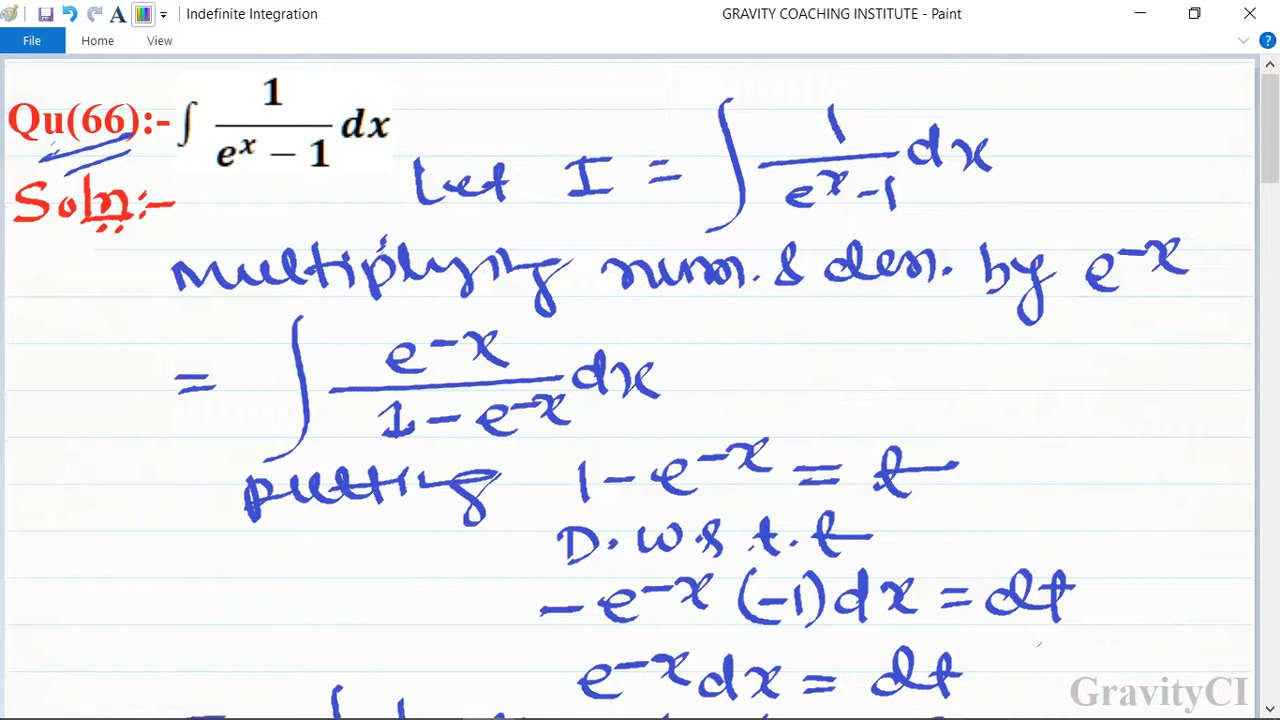 Indefinite Integration
GRAVITY COACHING INSTITUTE - Paint
File Home View
Qu(66):- ∫ 1/(e^x − 1) dx
Soln:-
Let I = ∫ 1/(e^x − 1) dx
Multiplying num. & den. by e^−x
= ∫ e^−x/(1 − e^−x) dx
putting 1 − e^−x = t
D. w. s t. t
− e^−x (−1) dx = dt
e^−x dx = dt
GravityCI